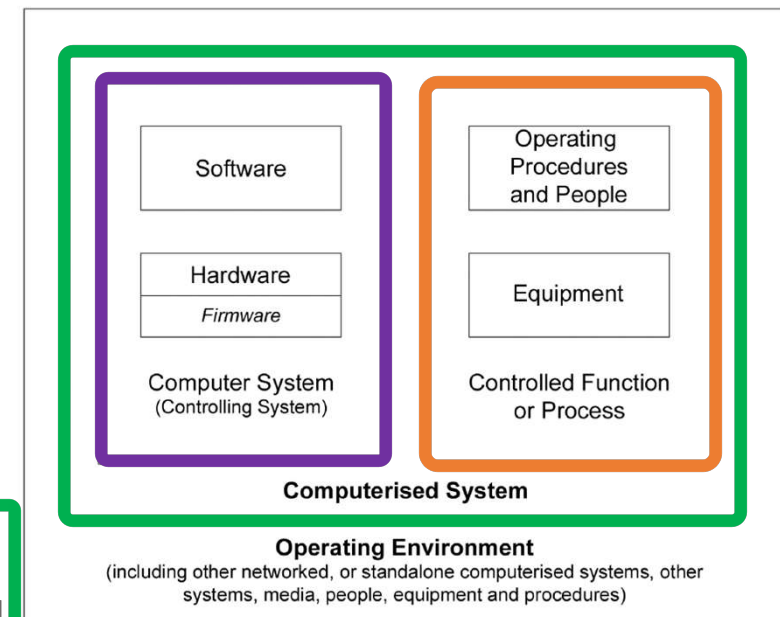 Software
Hardware
Firmware
Computer System
(Controlling System)
Operating
Procedures
and People
Equipment
Controlled Function
or Process
Computerised System
Operating Environment
(including other networked, or standalone computerised systems, other
systems, media, people, equipment and procedures)